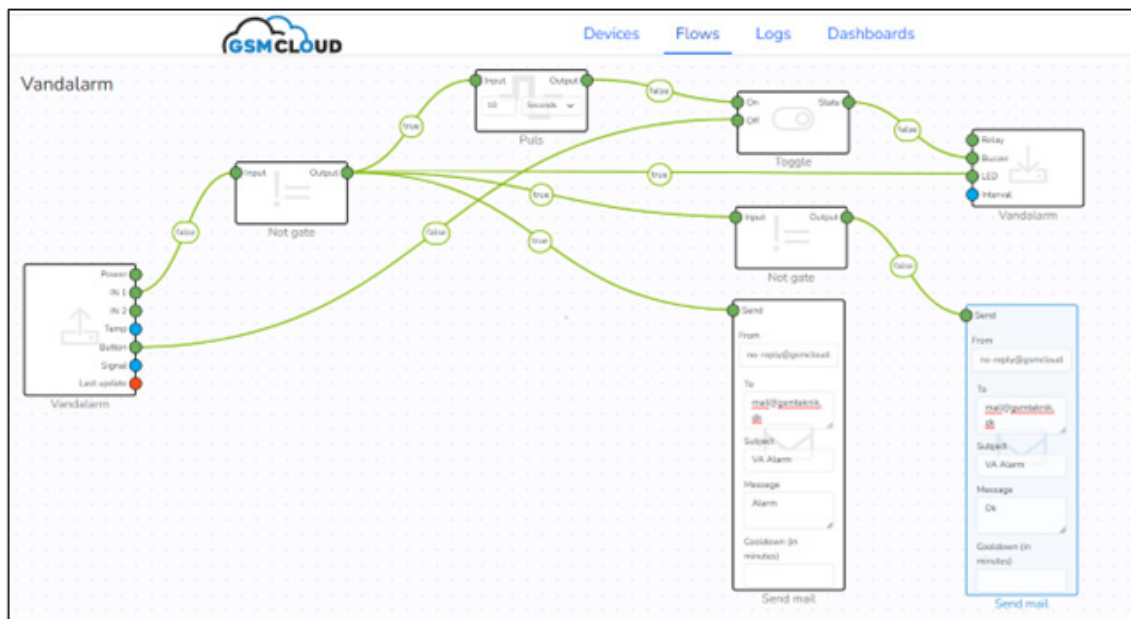 GSMCLOUD
Devices Flows Logs Dashboards
Vandalarm
Input Output
10 Seconds
Puls
On State
Off
Toggle
Relay
Buzzer
LED
Interval
Vandalarm
Input Output
!=
Not gate
Input Output
!=
Not gate
true
false
false
true
true
true
false
false
false
Power
IN 1
IN 2
Temp
Button
Signal
Last update
Vandalarm
Send
From
no-reply@gsmcloud
To
mail@gsmteknik.
dk
Subject
VA Alarm
Message
Alarm
Cooldown (in
minutes)
Send mail
Send
From
no-reply@gsmcloud
To
mail@gsmteknik.
dk
Subject
VA Alarm
Message
Ok
Cooldown (in
minutes)
Send mail